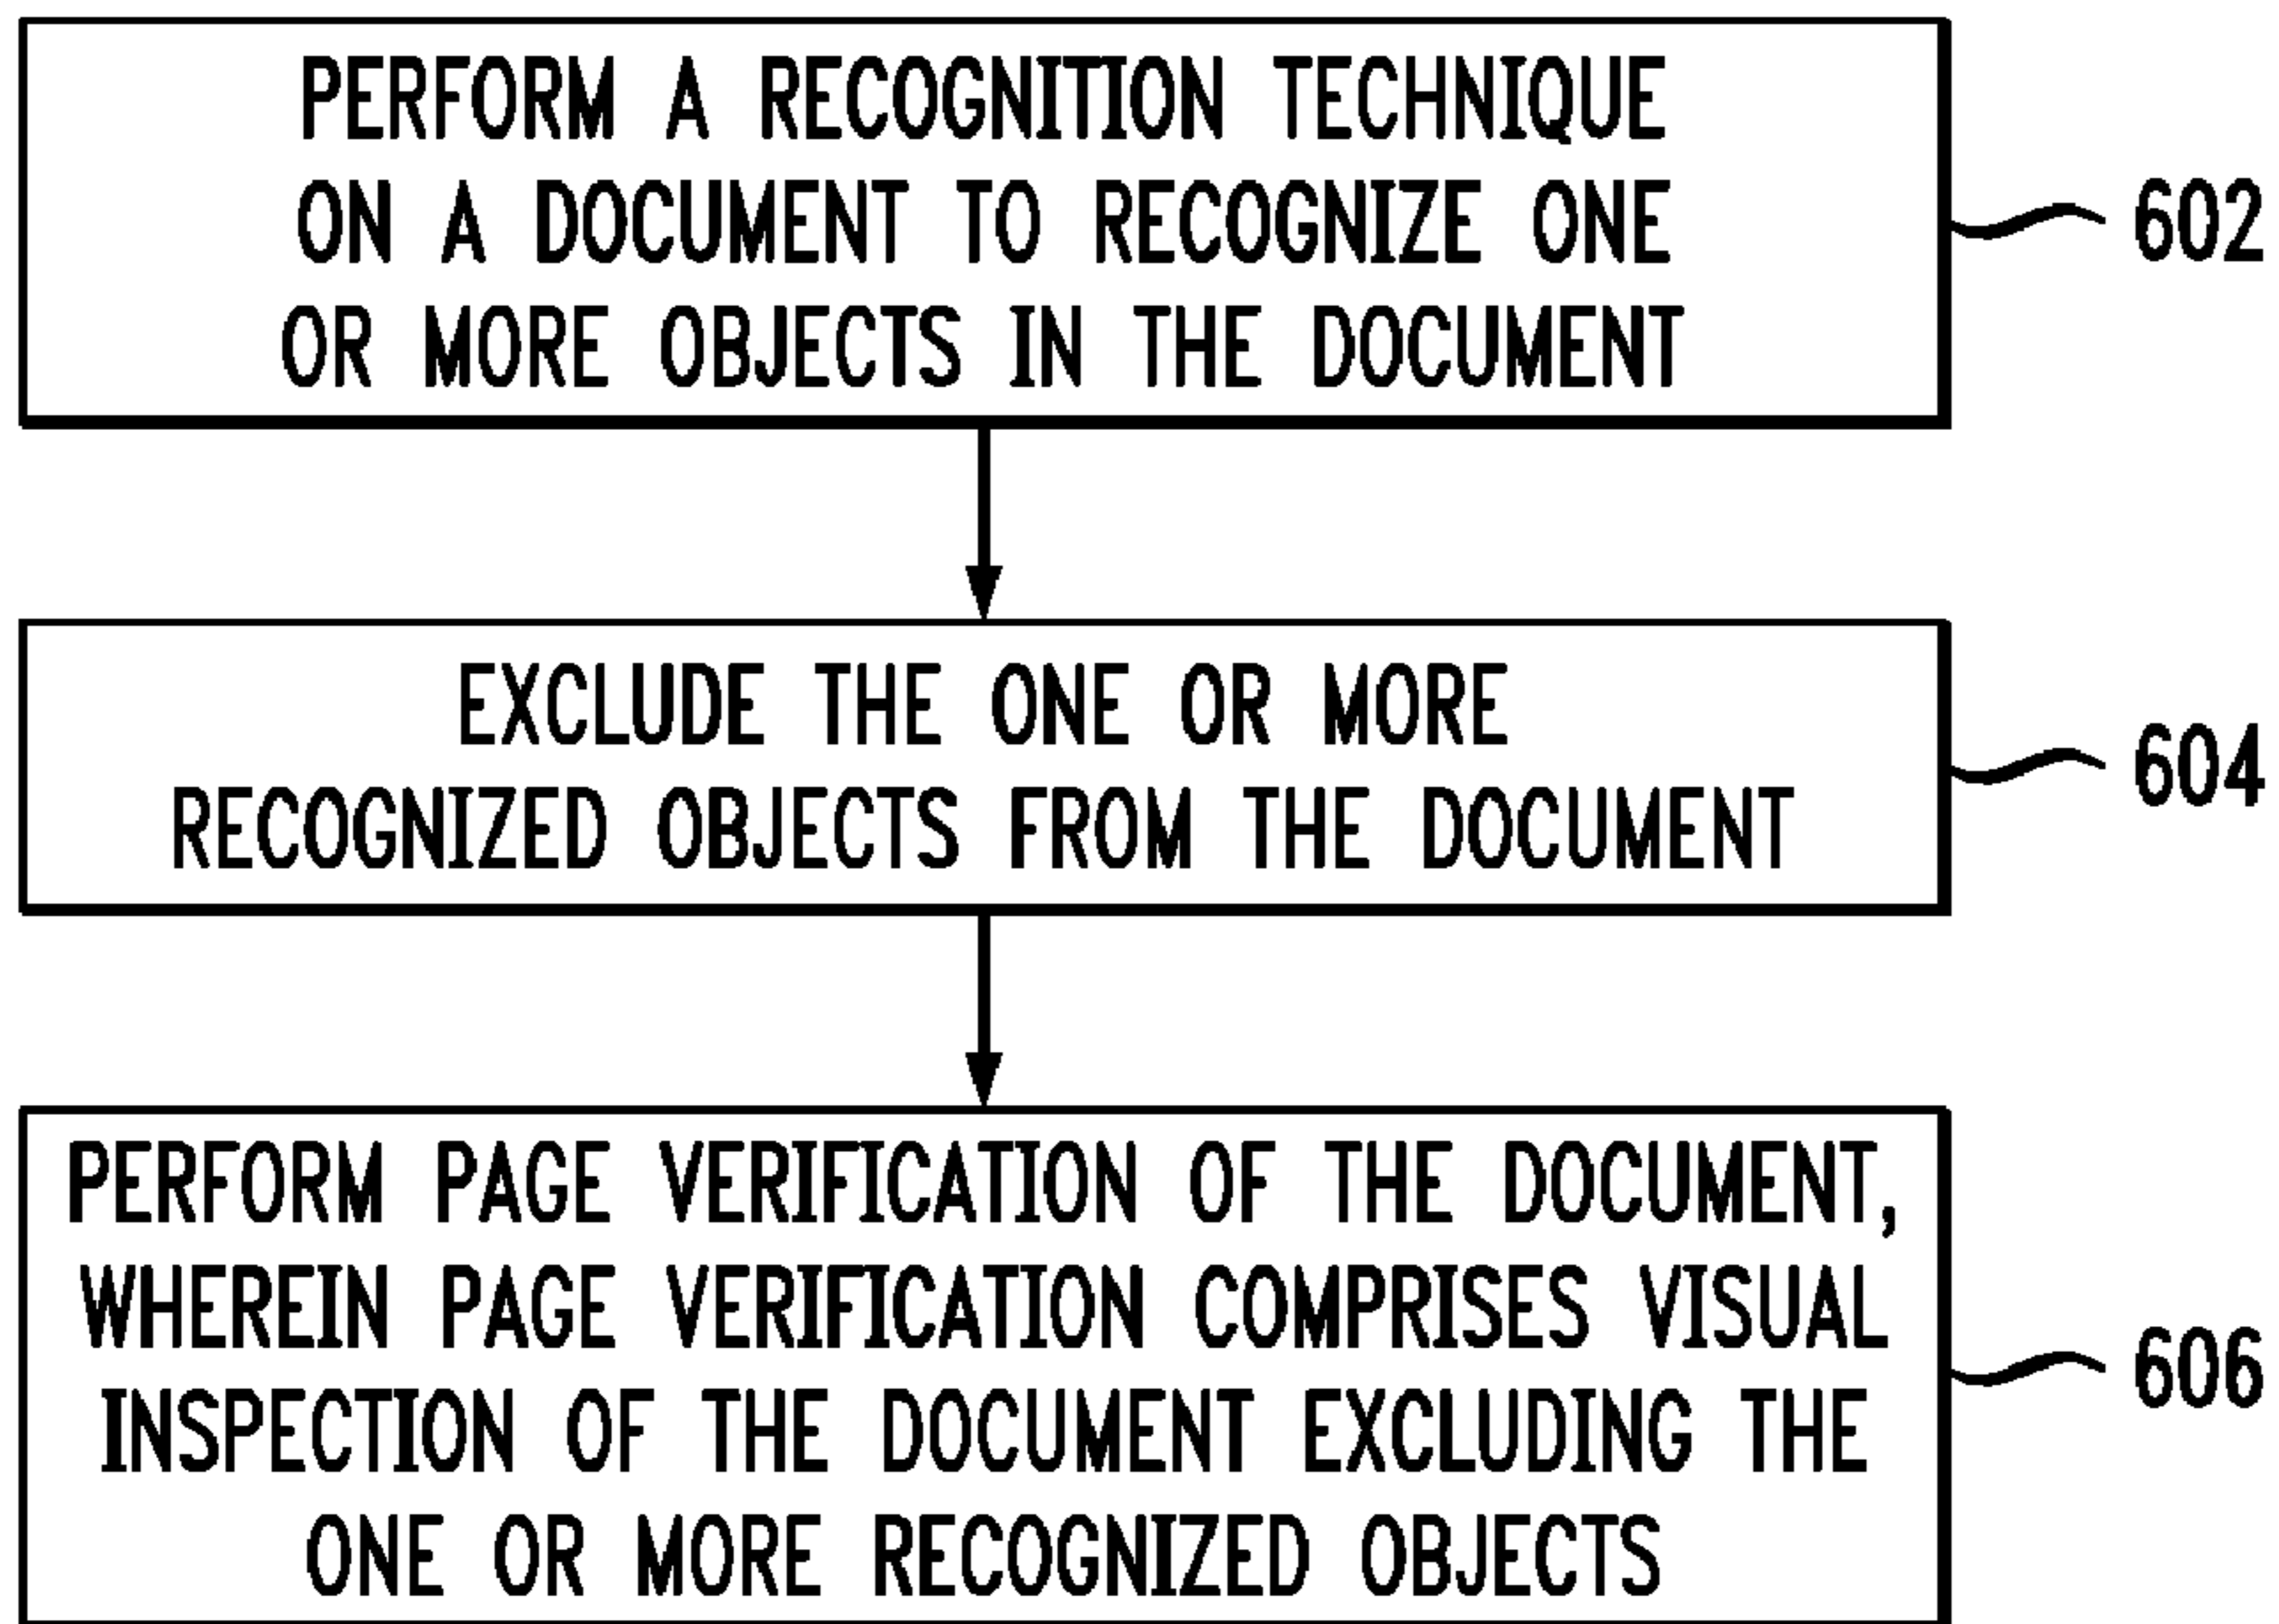 PERFORM A RECOGNITION TECHNIQUE
ON A DOCUMENT TO RECOGNIZE ONE
OR MORE OBJECTS IN THE DOCUMENT
602
EXCLUDE THE ONE OR MORE
RECOGNIZED OBJECTS FROM THE DOCUMENT
604
PERFORM PAGE VERIFICATION OF THE DOCUMENT,
WHEREIN PAGE VERIFICATION COMPRISES VISUAL
INSPECTION OF THE DOCUMENT EXCLUDING THE
ONE OR MORE RECOGNIZED OBJECTS
606